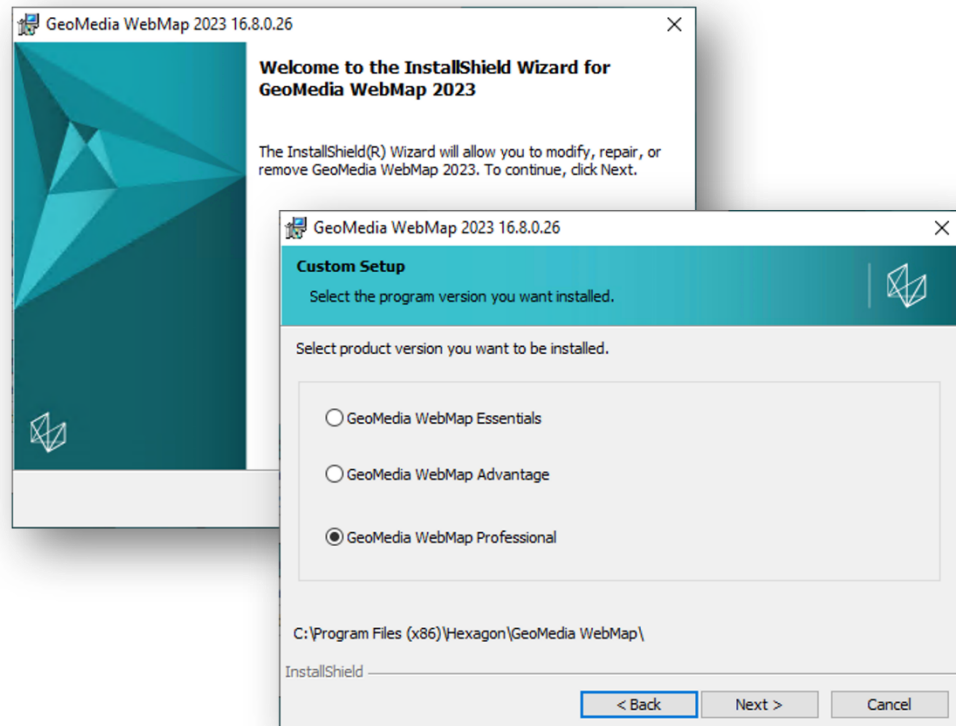 GeoMedia WebMap 2023 16.8.0.26
Welcome to the InstallShield Wizard for
GeoMedia WebMap 2023
The InstallShield(R) Wizard will allow you to modify, repair, or
remove GeoMedia WebMap 2023. To continue, click Next.
GeoMedia WebMap 2023 16.8.0.26
Custom Setup
Select the program version you want installed.
Select product version you want to be installed.
GeoMedia WebMap Essentials
GeoMedia WebMap Advantage
GeoMedia WebMap Professional
C:\Program Files (x86)\Hexagon\GeoMedia WebMap\
InstallShield
< Back Next > Cancel